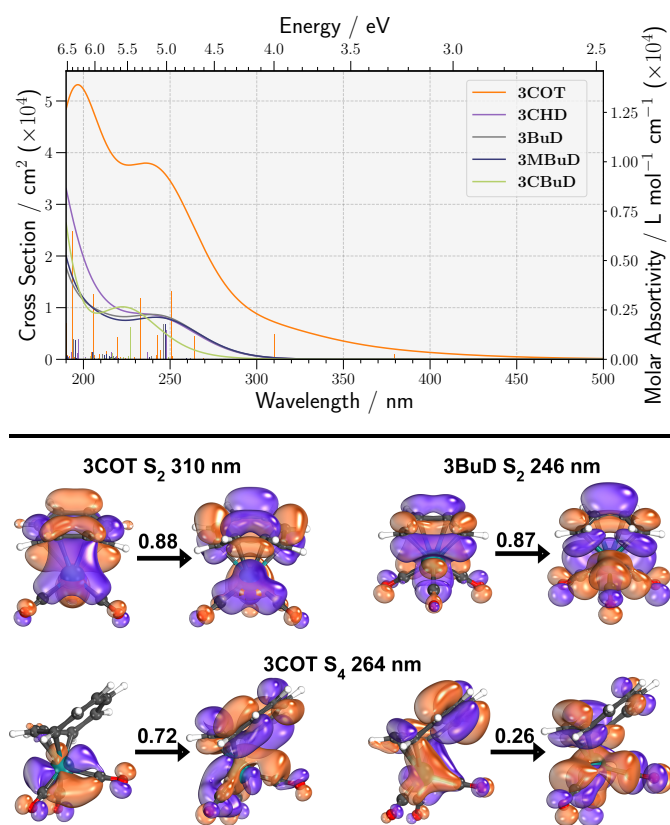 Energy / eV
6.5 6.0 5.5 5.0 4.5 4.0 3.5 3.0 2.5
Cross Section / cm² (×10⁴)
5
4
3
2
1
0
3COT
3CHD
3BuD
3MBuD
3CBuD
1.25
1.00
0.75
0.50
0.25
0.00
Molar Absortivity / L mol⁻¹ cm⁻¹ (×10⁴)
200 250 300 350 400 450 500
Wavelength / nm
3COT S₂ 310 nm
3BuD S₂ 246 nm
0.88
0.87
3COT S₄ 264 nm
0.72
0.26